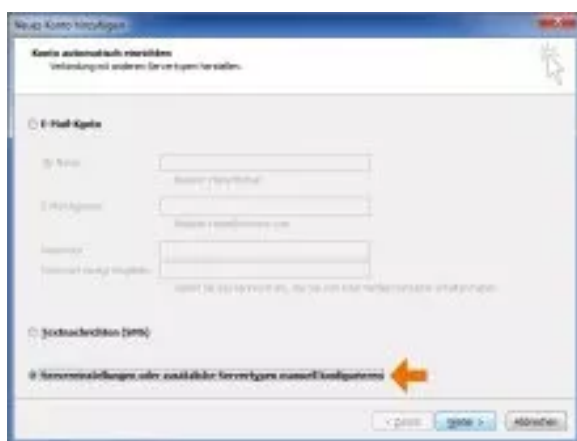 Neues Konto hinzufügen
Konto automatisch einrichten
Verbindung mit anderen Servertypen herstellen.
E-Mail-Konto
Ihr Name:
E-Mail-Adresse:
Kennwort:
Textnachrichten (SMS)
Servereinstellungen oder zusätzliche Servertypen manuell konfigurieren
< Zurück
Weiter >
Abbrechen